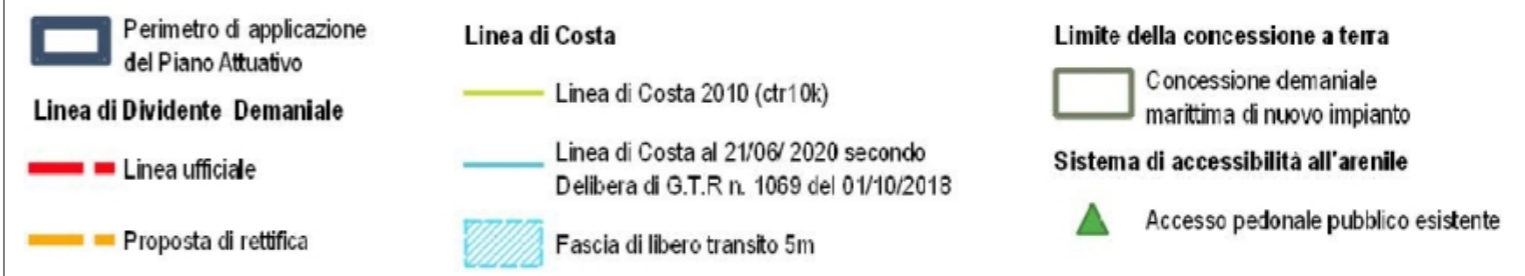 Perimetro di applicazione
del Piano Attuativo
Linea di Dividente Demaniale
Linea ufficiale
Proposta di rettifica
Linea di Costa
Linea di Costa 2010 (ctr10k)
Linea di Costa al 21/06/ 2020 secondo
Delibera di G.T.R n. 1069 del 01/10/2018
Fascia di libero transito 5m
Limite della concessione a terra
Concessione demaniale
marittima di nuovo impianto
Sistema di accessibilità all'arenile
Accesso pedonale pubblico esistente